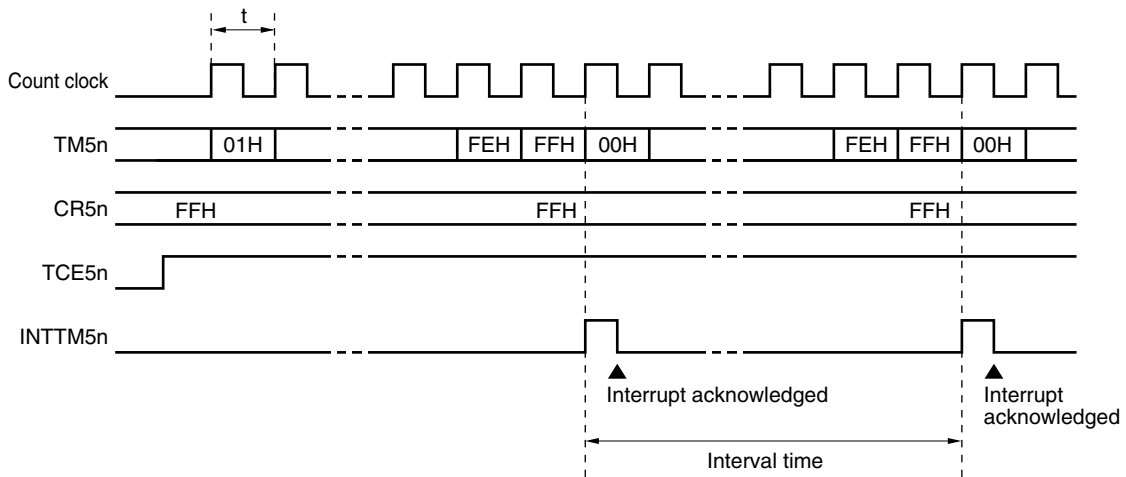 t
Count clock
TM5n 01H FEH FFH 00H FEH FFH 00H
CR5n FFH FFH FFH
TCE5n
INTTM5n
Interrupt acknowledged
Interrupt
acknowledged
Interval time